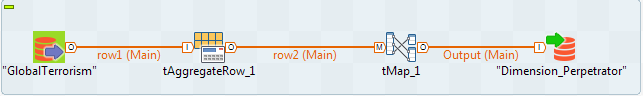 O row1 (Main) I O row2 (Main) M O Output (Main) I
"GlobalTerrorism" tAggregateRow_1 tMap_1 "Dimension_Perpetrator"